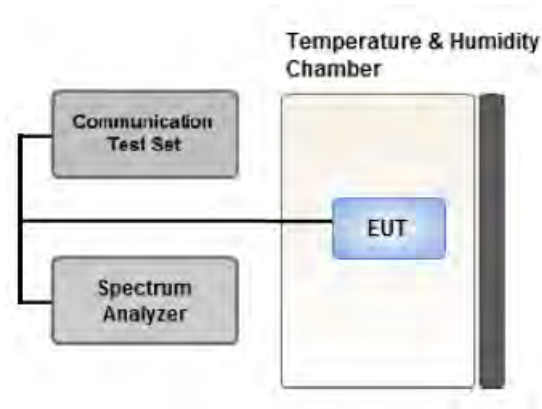 Temperature & Humidity
Chamber
Communication
Test Set
EUT
Spectrum
Analyzer